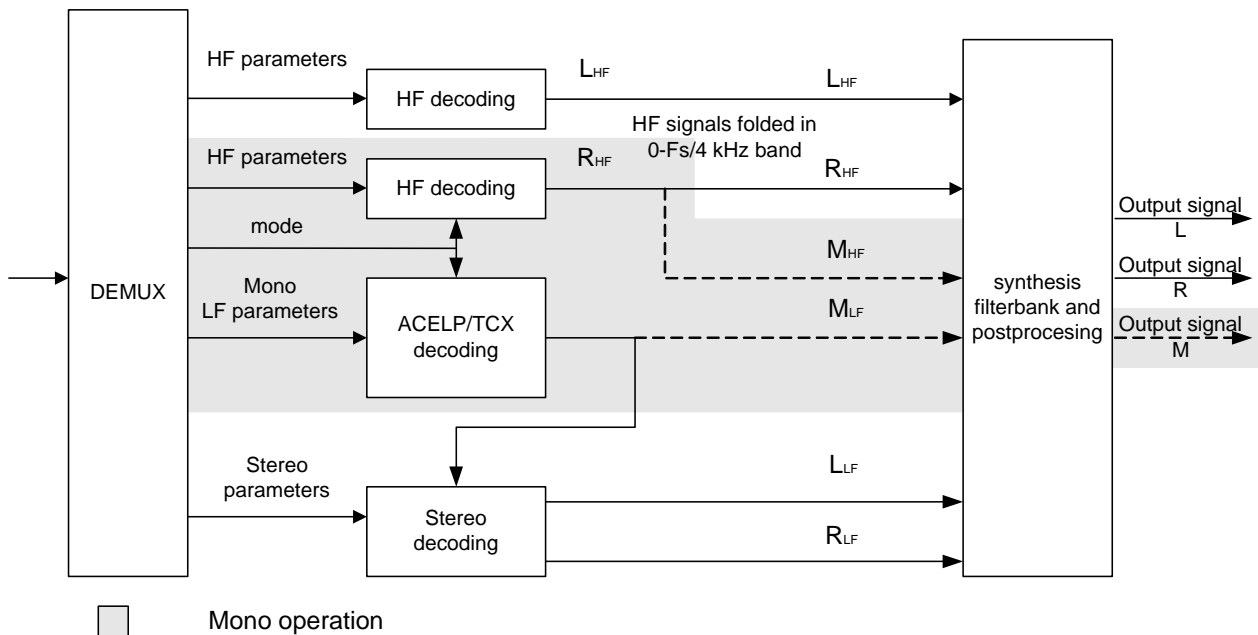 HF parameters
HF decoding
LHF
LHF
HF signals folded in
0-Fs/4 kHz band
HF parameters
HF decoding
RHF
RHF
mode
DEMUX
Mono
LF parameters
ACELP/TCX
decoding
MHF
MLF
synthesis
filterbank and
postprocesing
Output signal
L
Output signal
R
Output signal
M
Stereo
parameters
Stereo
decoding
LLF
RLF
Mono operation